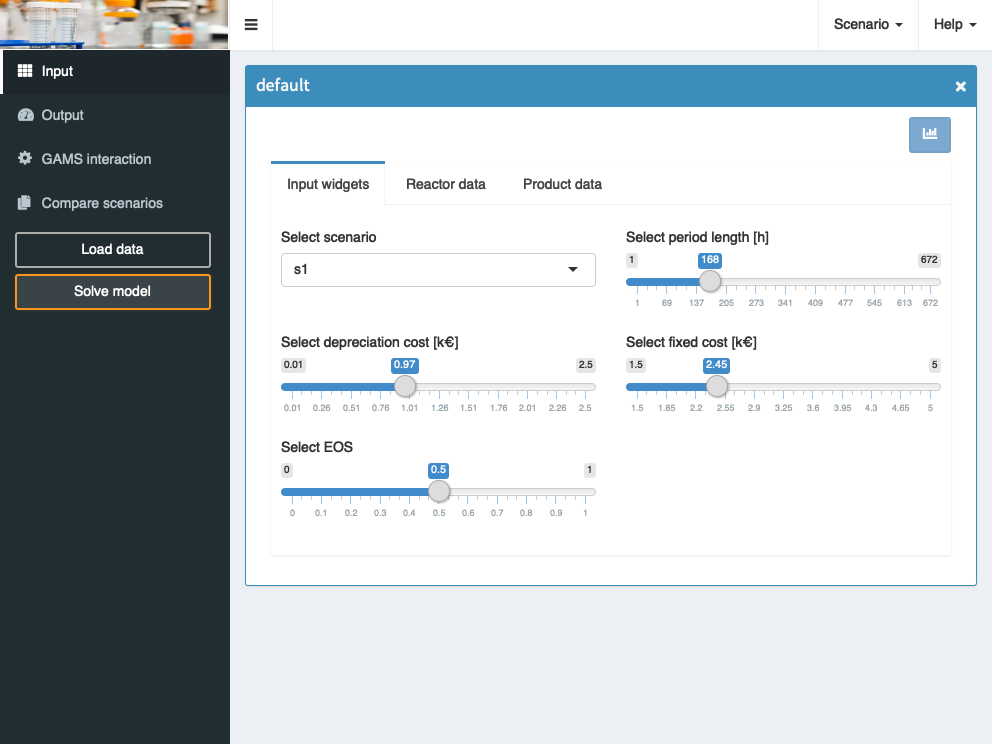 Scenario
Help
Input
Output
GAMS interaction
Compare scenarios
Load data
Solve model
default
Input widgets Reactor data Product data
Select scenario
s1
Select period length [h]
1 168 672
1 69 137 205 273 341 409 477 545 613 672
Select depreciation cost [k€]
0.01 0.97 2.5
0.01 0.26 0.51 0.76 1.01 1.26 1.51 1.76 2.01 2.26 2.5
Select fixed cost [k€]
1.5 2.45 5
1.5 1.85 2.2 2.55 2.9 3.25 3.6 3.95 4.3 4.65 5
Select EOS
0 0.5 1
0 0.1 0.2 0.3 0.4 0.5 0.6 0.7 0.8 0.9 1